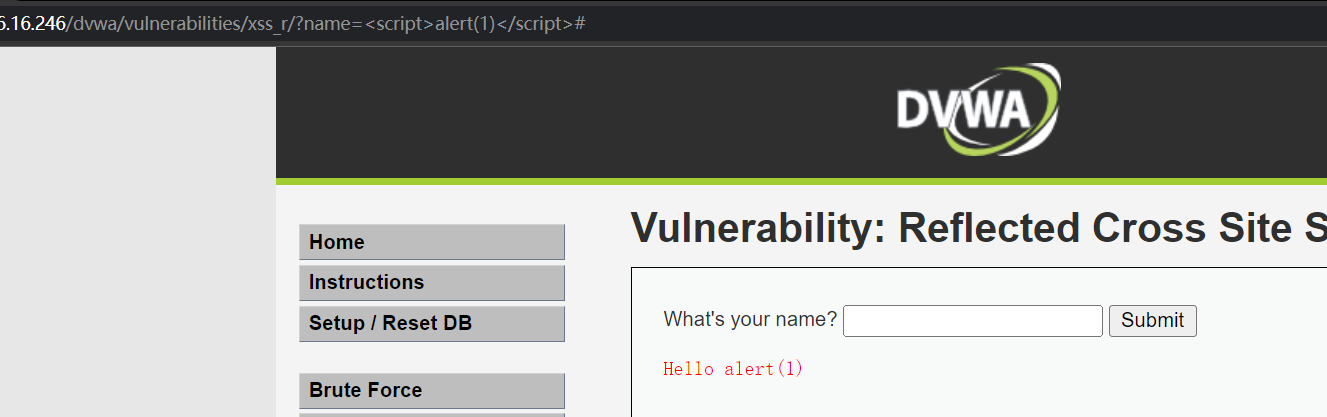 6.16.246/dvwa/vulnerabilities/xss_r/?name=<script>alert(1)</script>#
DVWA
Vulnerability: Reflected Cross Site S
Home
Instructions
Setup / Reset DB
Brute Force
What's your name?
Submit
Hello alert(1)